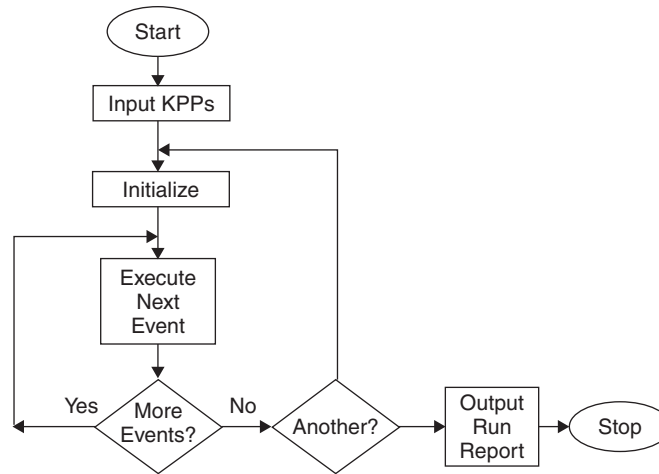 Start
Input KPPs
Initialize
Execute
Next
Event
Yes
More
Events?
No
Another?
Output
Run
Report
Stop